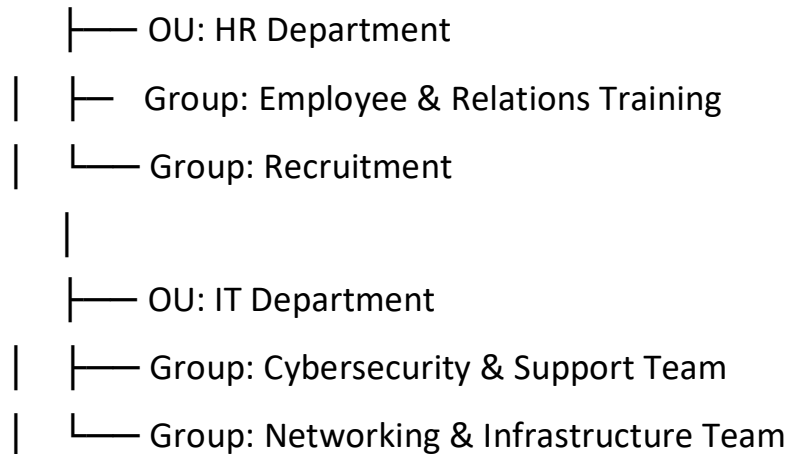 ├── OU: HR Department
│ ├─ Group: Employee & Relations Training
│ └── Group: Recruitment
│
├── OU: IT Department
│ ├── Group: Cybersecurity & Support Team
│ └── Group: Networking & Infrastructure Team